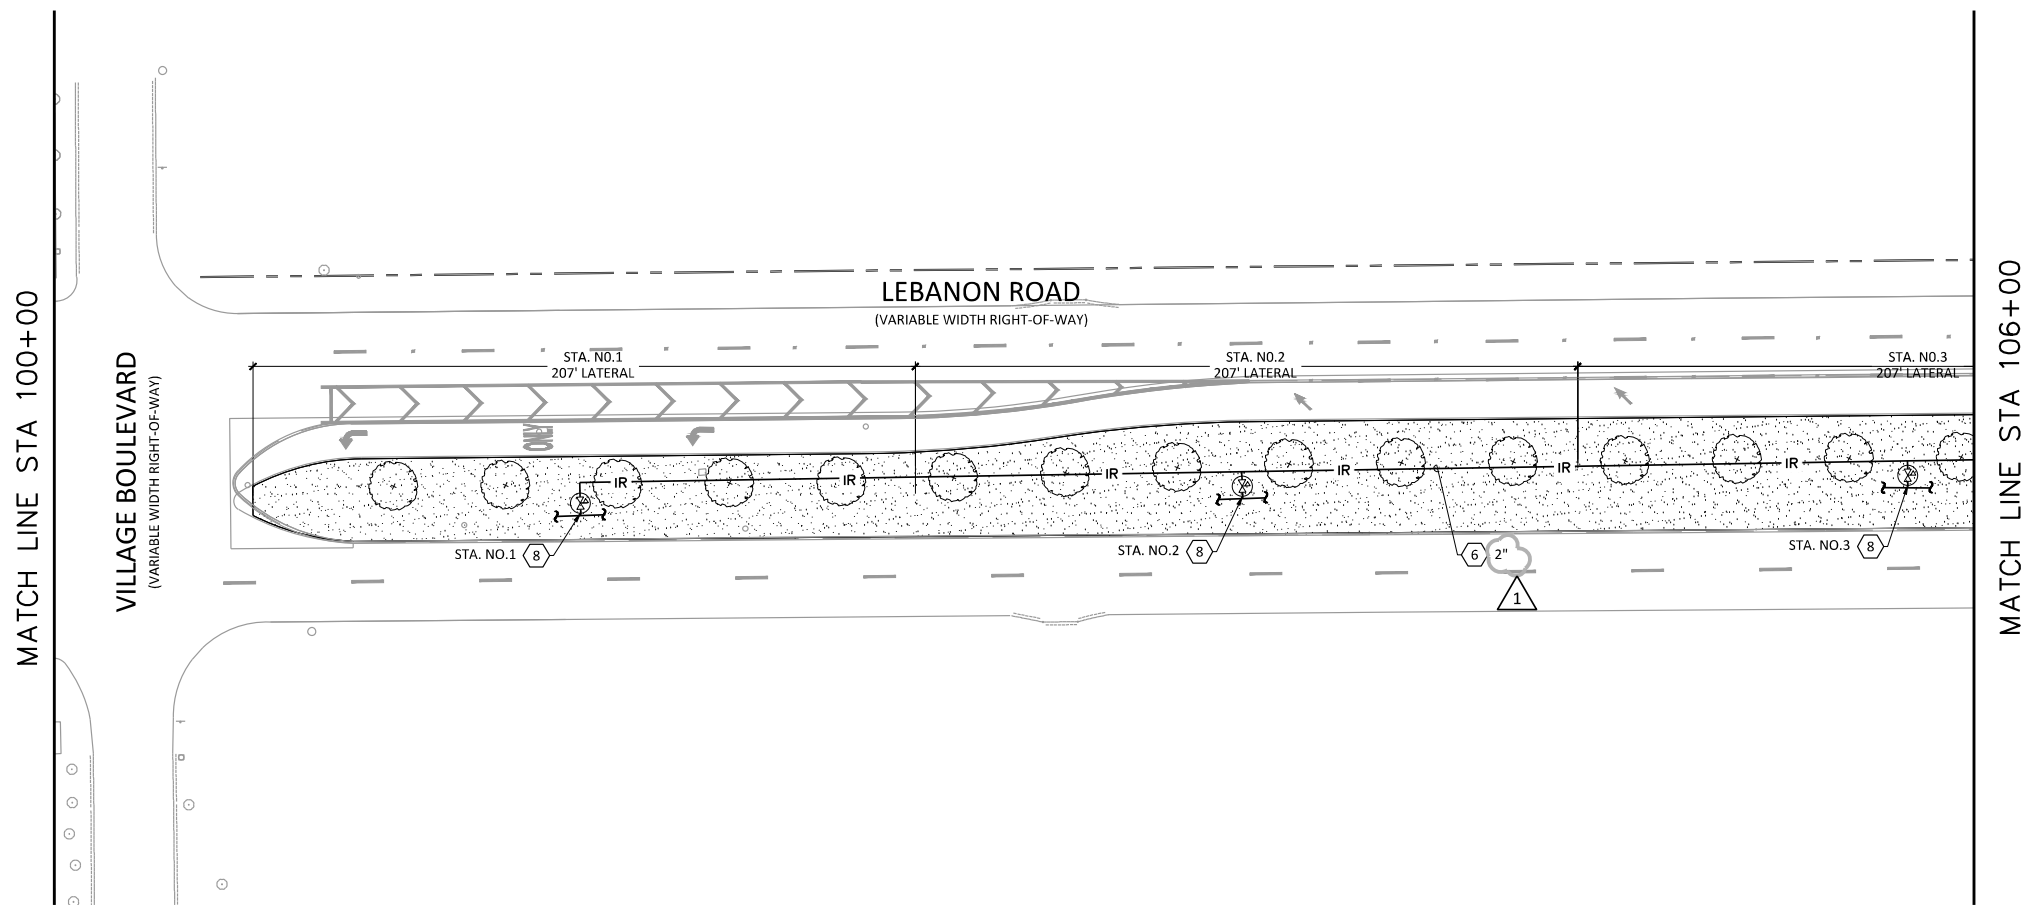 MATCH LINE STA 100+00
VILLAGE BOULEVARD
(VARIABLE WIDTH RIGHT-OF-WAY)
LEBANON ROAD
(VARIABLE WIDTH RIGHT-OF-WAY)
STA. N0.1
207' LATERAL
STA. N0.2
207' LATERAL
STA. N0.3
207' LATERAL
ONLY
IR
IR
IR
IR
IR
IR
STA. NO.1 8
STA. NO.2 8
6 2"
1
STA. NO.3 8
MATCH LINE STA 106+00